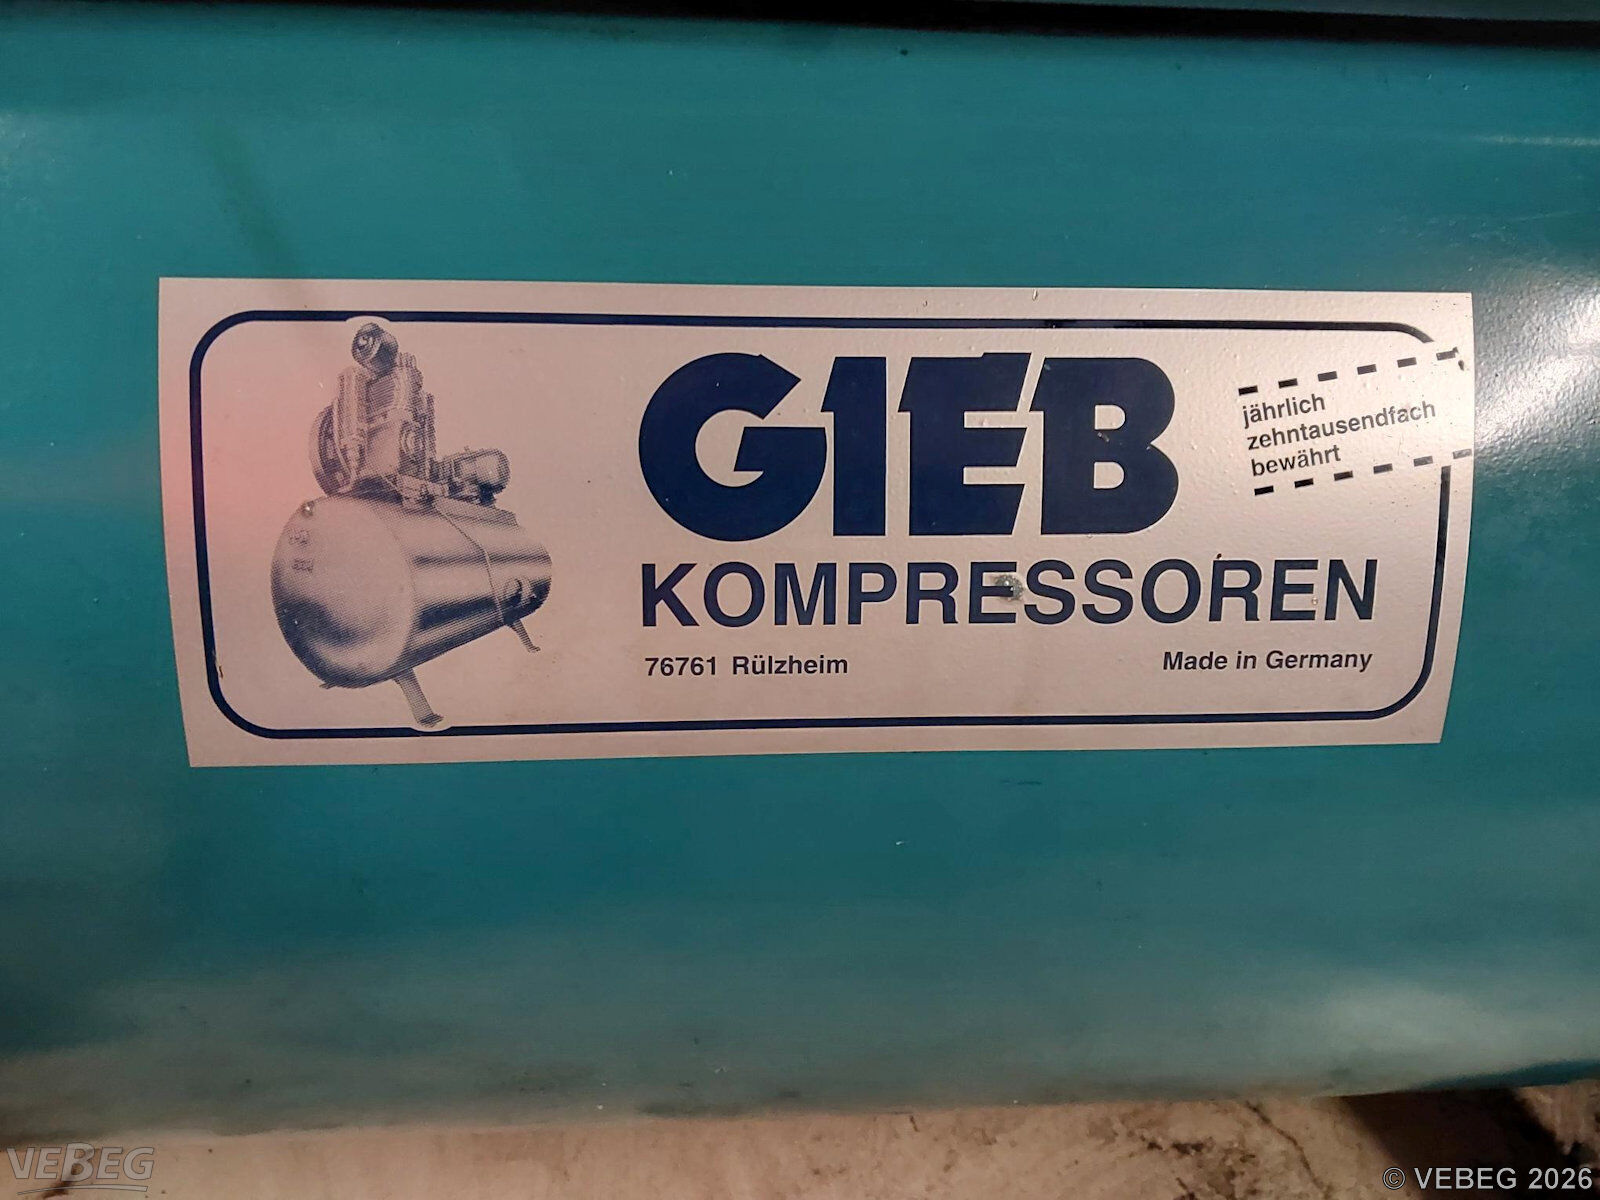 GIEB
jährlich
zehntausendfach
bewährt
KOMPRESSOREN
76761 Rülzheim
Made in Germany
VEBEG
© VEBEG 2026